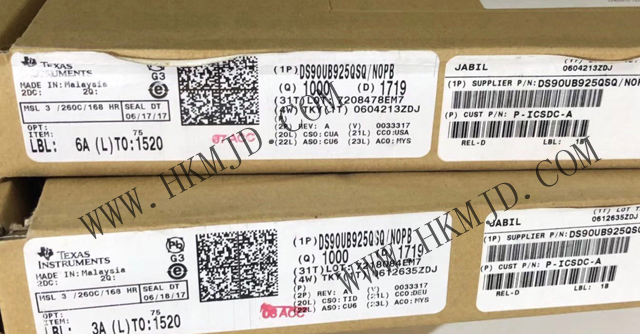 TEXAS
INSTRUMENTS
G3
MADE IN: Malaysia
2DC: 2Q:
MSL 3 /260C/168 HR SEAL DT
06/17/17
OPT:
ITEM: 75
LBL: 6A (L)TO:1520
(1P) DS90UB925QSQ/NOPB
(Q) 1000 (D) 1719
(31T)LOT: 7208478EM7
(4W) TKY(1T) 0604213ZDJ
(P)
(2P) REV: A (V) 0033317
(20L) CSO:CUA (21L) CCO:USA
(22L) ASO:CU6 (23L) ACO:MYS
JABIL
0604213ZDJ
(1P) SUPPLIER P/N: DS90UB925QSQ/NOPB
(P) CUST P/N: P-ICSDC-A
REL-D LBL: 1B
WWW.HKMJD.COM
TEXAS
INSTRUMENTS
Pb
G3
MADE IN: Malaysia
2DC: 2Q:
MSL 3 /260C/168 HR SEAL DT
06/18/17
OPT:
ITEM: 75
LBL: 3A (L)TO:1520
(1P) DS90UB925QSQ/NOPB
(Q) 1000 (D) 1719
(31T)LOT:
(4W) TKY(1T) 0612635ZDJ
(P)
(2P) REV: (V) 0033317
(20L) CSO: TID (21L) CCO:DEU
(22L) ASO:CU6 (23L) ACO:MYS
JABIL
0612635ZDJ
(1P) SUPPLIER P/N: DS90UB925QS
(P) CUST P/N: P-ICSDC-A
REL-D LBL: 1B
WWW.HKMJD.COM